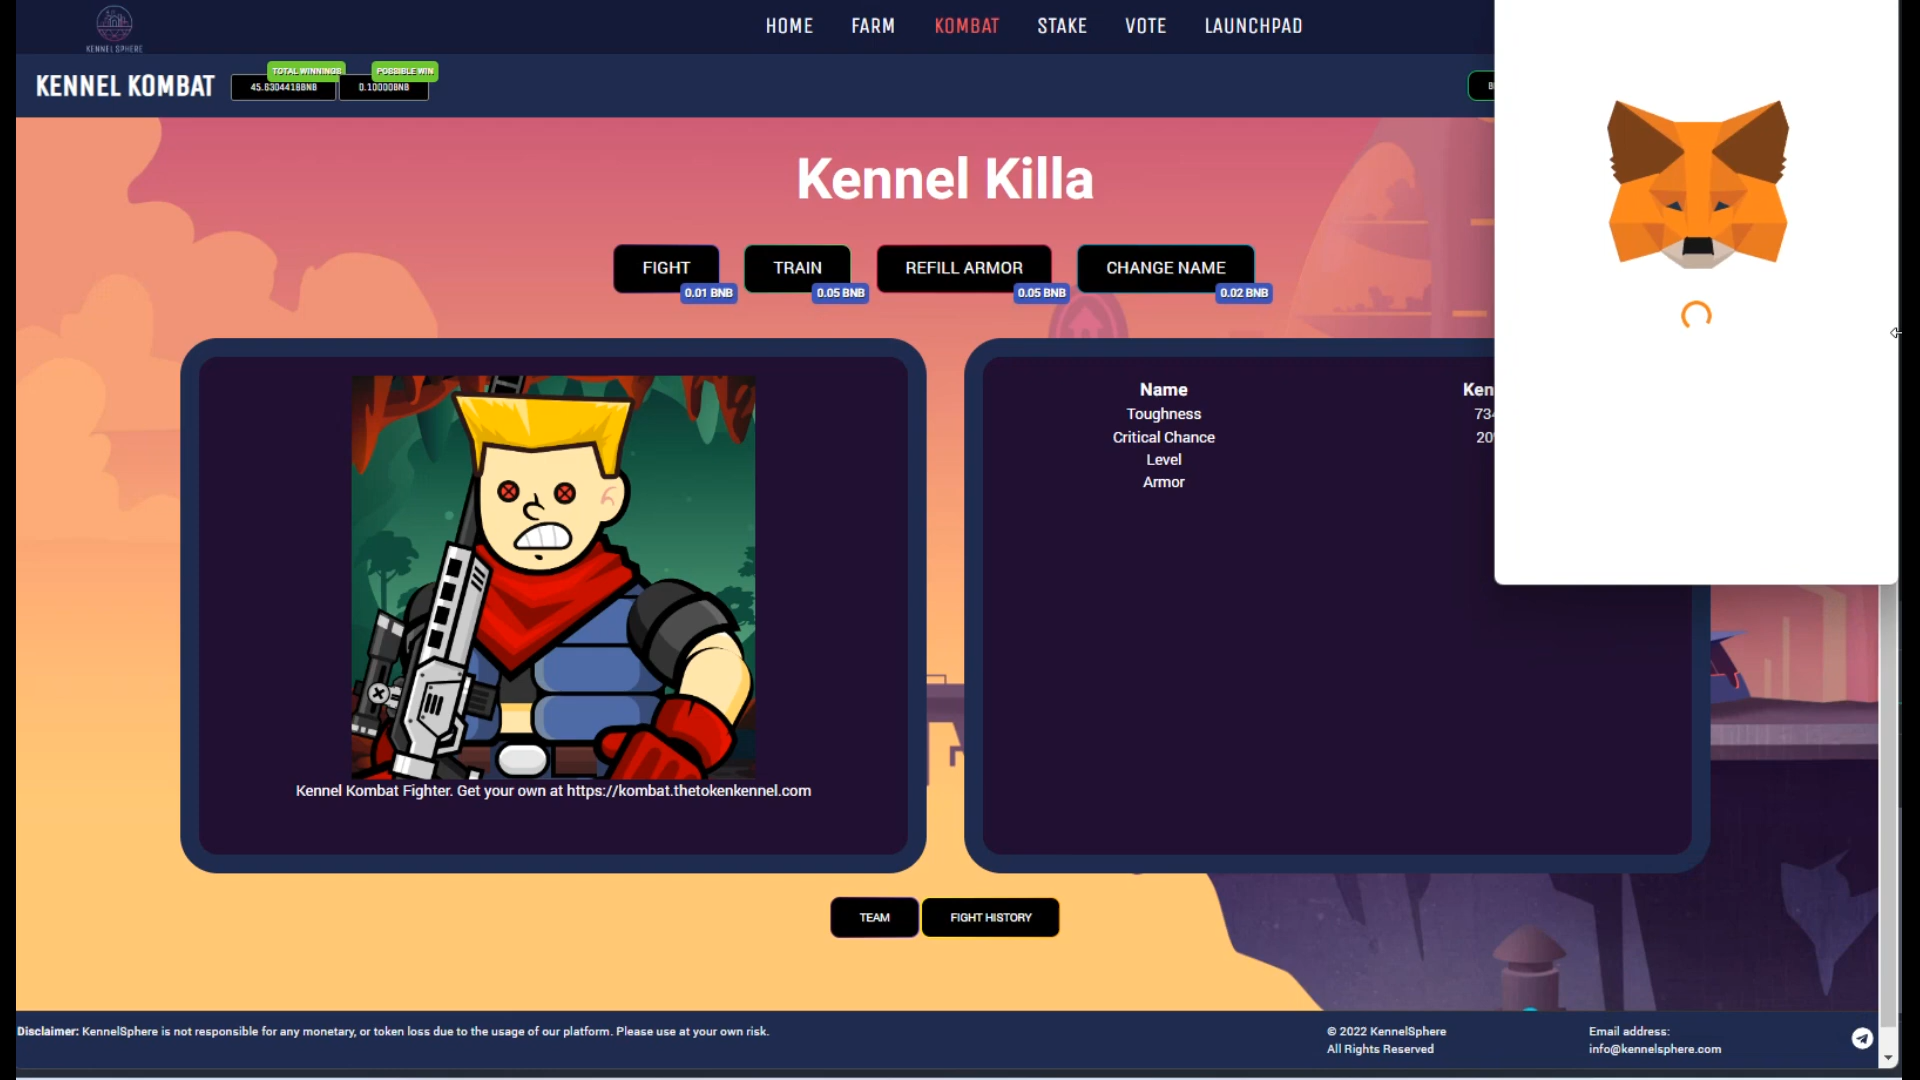 KENNEL SPHERE
HOME FARM KOMBAT STAKE VOTE LAUNCHPAD
KENNEL KOMBAT
TOTAL WINNINGS
POSSIBLE WIN
45.63044188BNB
0.10000BNB
B
Kennel Killa
FIGHT
0.01 BNB
TRAIN
0.05 BNB
REFILL ARMOR
0.05 BNB
CHANGE NAME
0.02 BNB
Kennel Kombat Fighter. Get your own at https://kombat.thetokenkennel.com
Name Ken
Toughness 734
Critical Chance 20
Level
Armor
TEAM
FIGHT HISTORY
Disclaimer: KennelSphere is not responsible for any monetary, or token loss due to the usage of our platform. Please use at your own risk.
© 2022 KennelSphere
All Rights Reserved
Email address:
info@kennelsphere.com